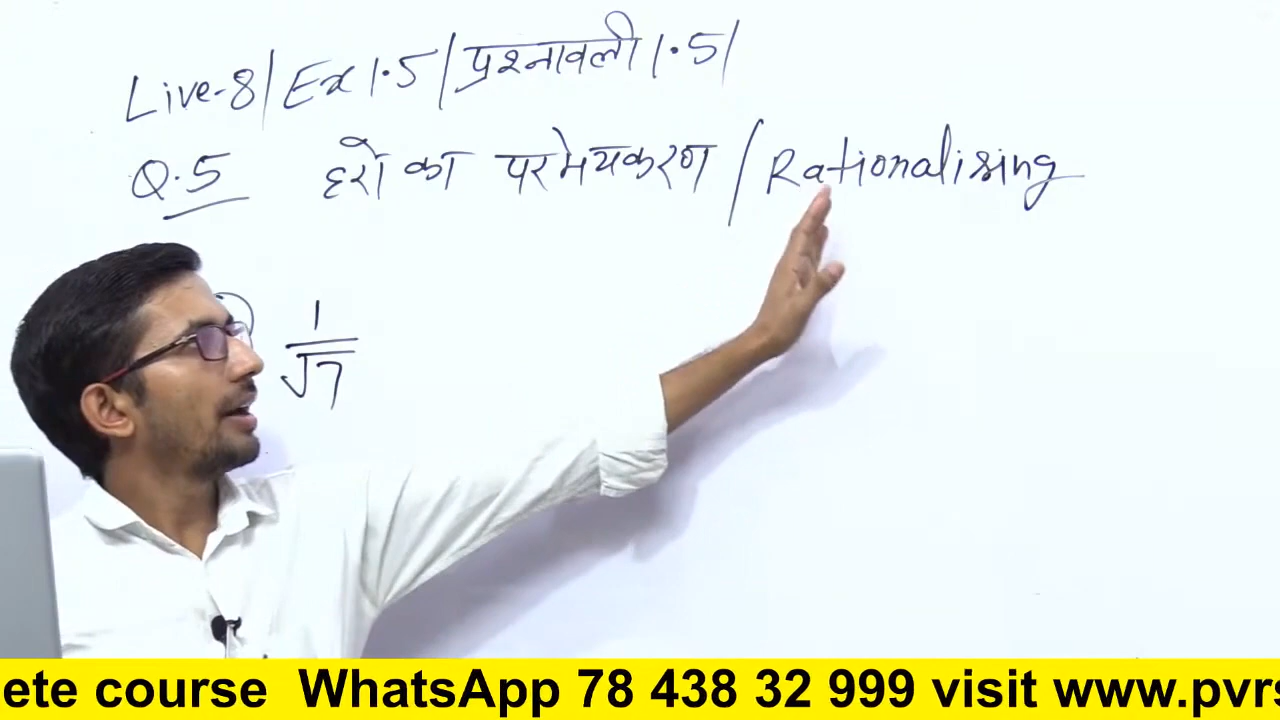 Live-8/ Ex 1.5/ प्रश्नावली 1.5/
Q.5 हरों का परिमेयकरण / Rationalising
1
√7
ete course WhatsApp 78 438 32 999 visit www.pvrs